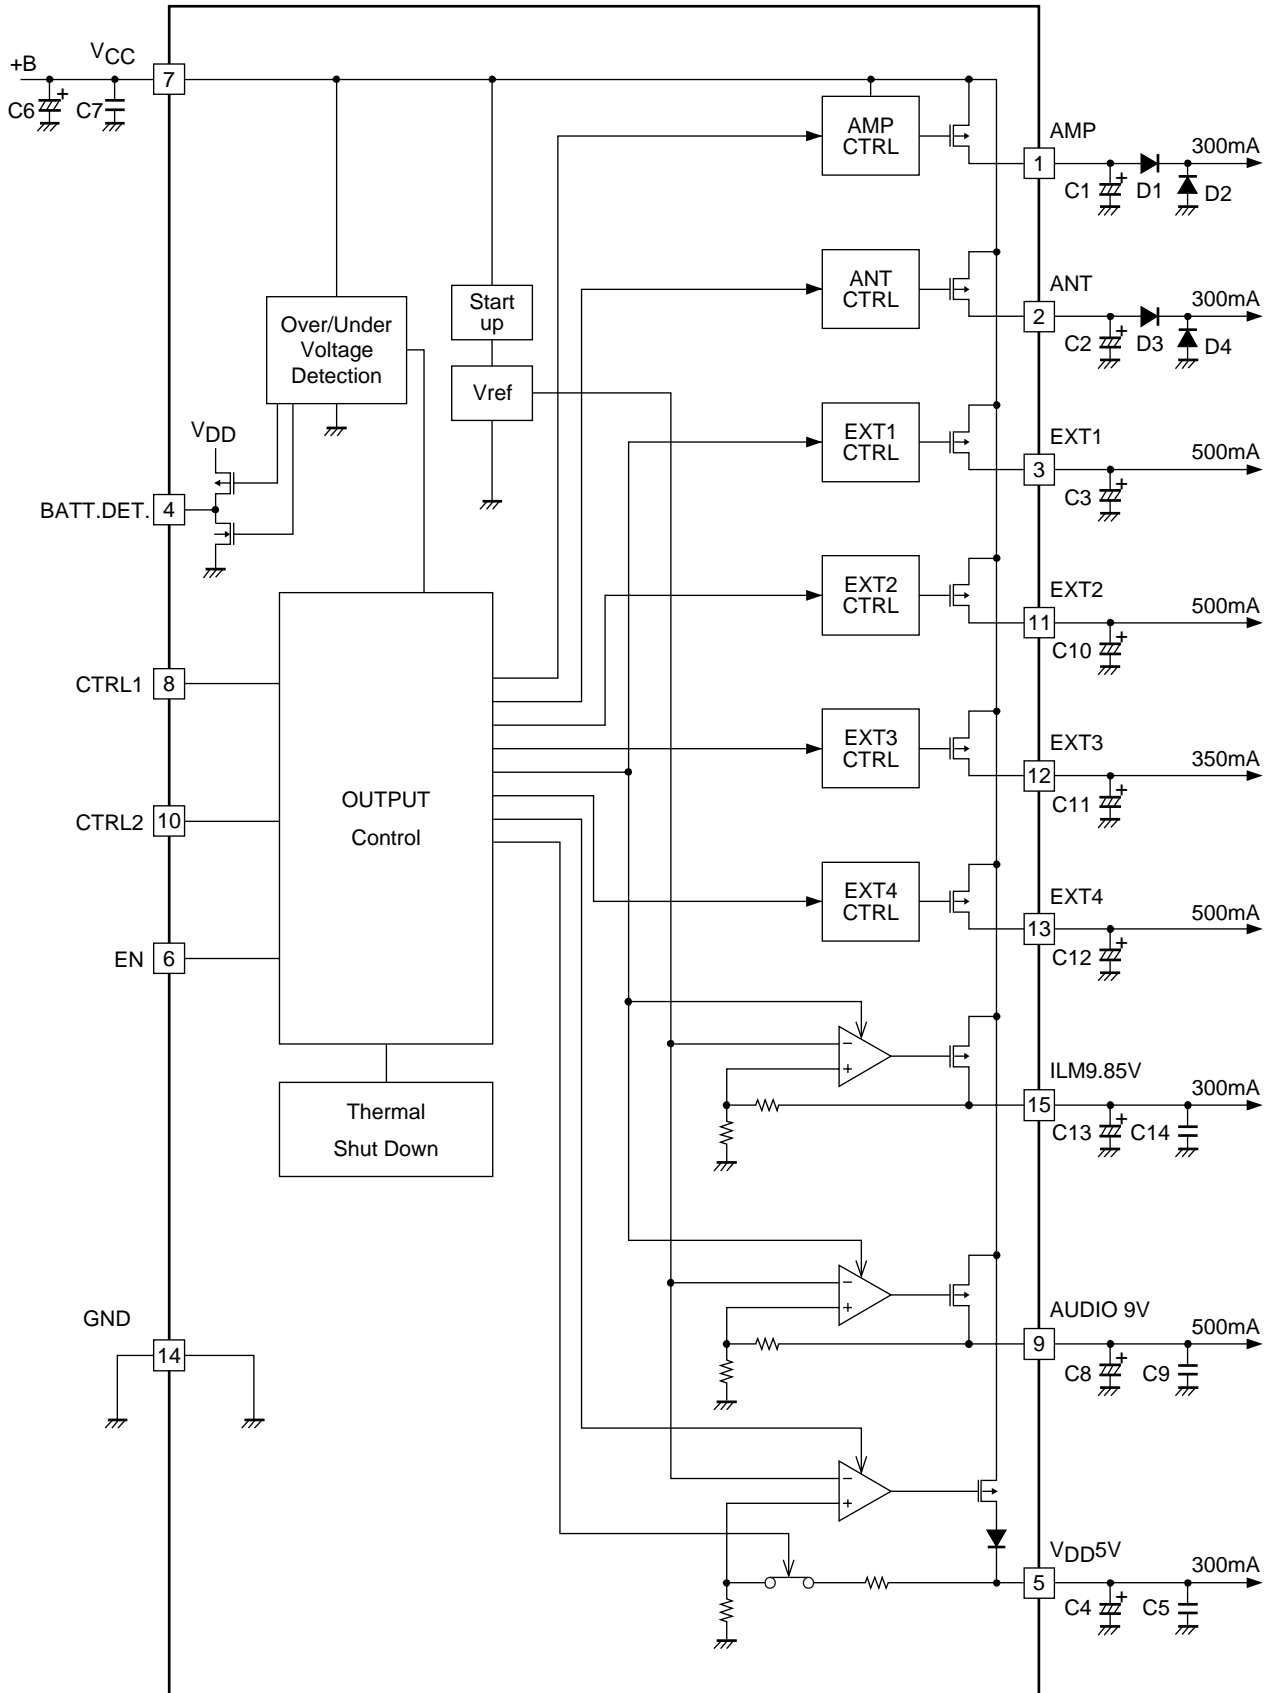 +B
VCC
7
C6
+
C7
AMP
CTRL
AMP
1
300mA
C1
+
D1
D2
ANT
CTRL
ANT
2
300mA
C2
+
D3
D4
Start
up
Over/Under
Voltage
Detection
Vref
VDD
BATT.DET.
4
EXT1
CTRL
EXT1
3
500mA
C3
+
EXT2
CTRL
EXT2
11
500mA
C10
+
CTRL1
8
EXT3
CTRL
EXT3
12
350mA
C11
+
OUTPUT
Control
CTRL2
10
EXT4
CTRL
EXT4
13
500mA
C12
+
EN
6
−
+
ILM9.85V
15
300mA
C13
+
C14
Thermal
Shut Down
−
+
AUDIO 9V
9
500mA
C8
+
C9
GND
14
−
+
VDD5V
5
300mA
C4
+
C5